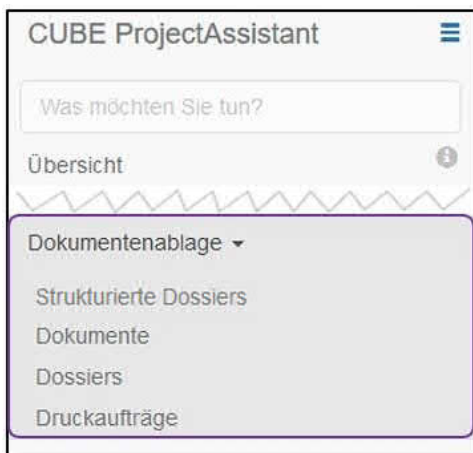 CUBE ProjectAssistant
Was möchten Sie tun?
Übersicht
Dokumentenablage
Strukturierte Dossiers
Dokumente
Dossiers
Druckaufträge